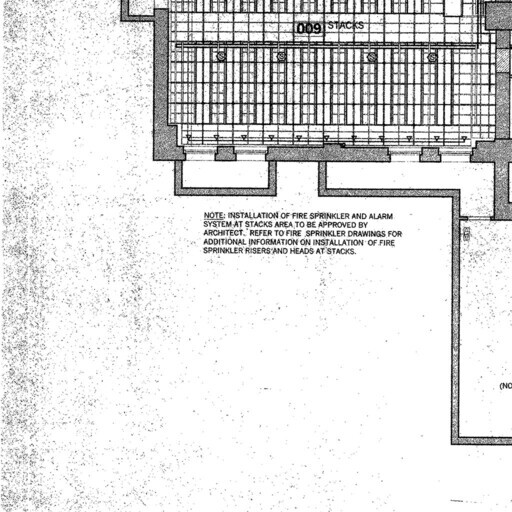 009 STACKS
NOTE: INSTALLATION OF FIRE SPRINKLER AND ALARM
SYSTEM AT STACKS AREA TO BE APPROVED BY
ARCHITECT. REFER TO FIRE SPRINKLER DRAWINGS FOR
ADDITIONAL INFORMATION ON INSTALLATION OF FIRE
SPRINKLER RISERS AND HEADS AT STACKS.
(NO